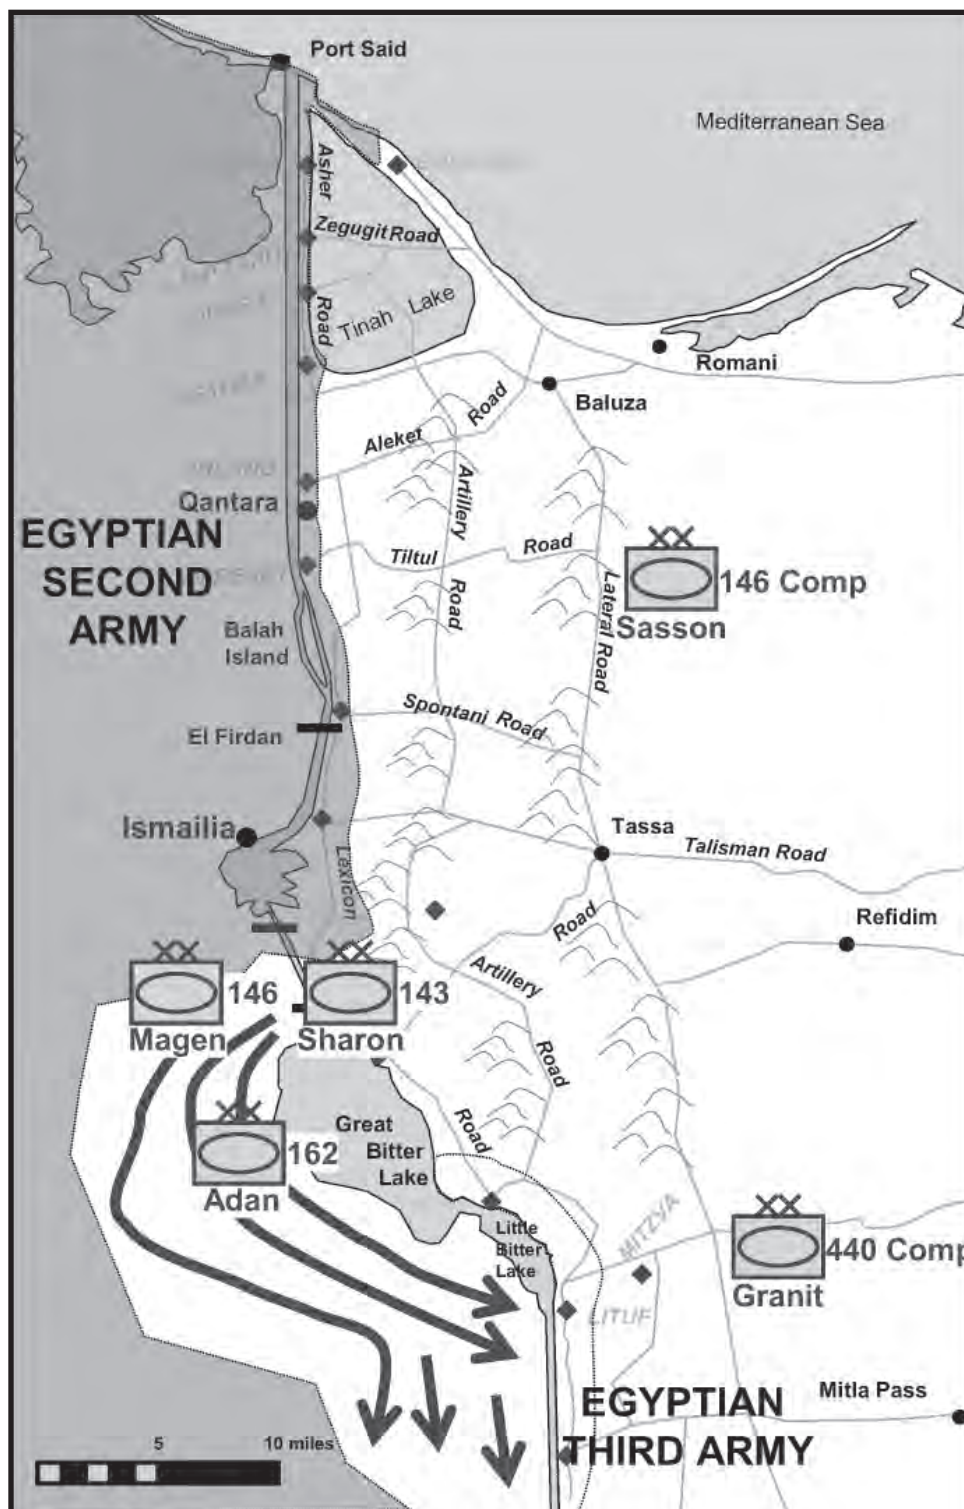 Port Said
Mediterranean Sea
Asher
Road
Zegugit Road
Tinah Lake
Romani
Baluza
Aleket Road
Artillery
Road
Qantara
EGYPTIAN
SECOND
ARMY
Tiltul Road
Lateral Road
146 Comp
Sasson
Balah
Island
Spontani Road
El Firdan
Ismailia
Tassa
Talisman Road
Lexicon
Refidim
Artillery
Road
Road
Road
146
Magen
143
Sharon
Great
Bitter
Lake
162
Adan
Little
Bitter
Lake
MITZVA
440 Comp
Granit
LITUF
Mitla Pass
EGYPTIAN
THIRD ARMY
5 10 miles